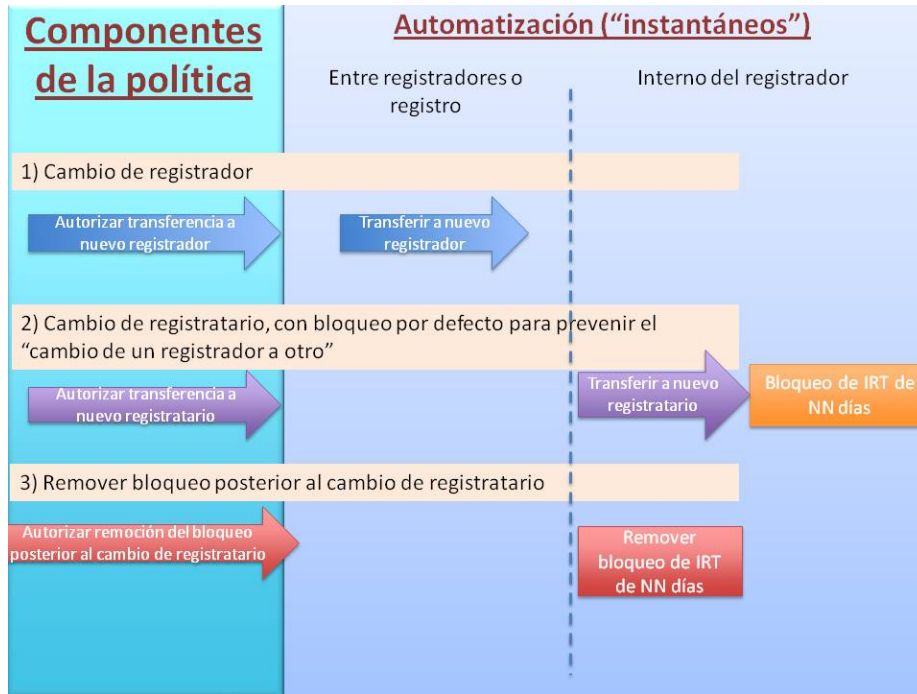 Componentes
de la política
Automatización (“instantáneos”)
Entre registradores o
registro
Interno del registrador
1) Cambio de registrador
Autorizar transferencia a
nuevo registrador
Transferir a nuevo
registrador
2) Cambio de registratario, con bloqueo por defecto para prevenir el
“cambio de un registrador a otro”
Autorizar transferencia a
nuevo registratario
Transferir a nuevo
registratario
Bloqueo de IRT de
NN días
3) Remover bloqueo posterior al cambio de registratario
Autorizar remoción del bloqueo
posterior al cambio de registratario
Remover
bloqueo de IRT
de NN días